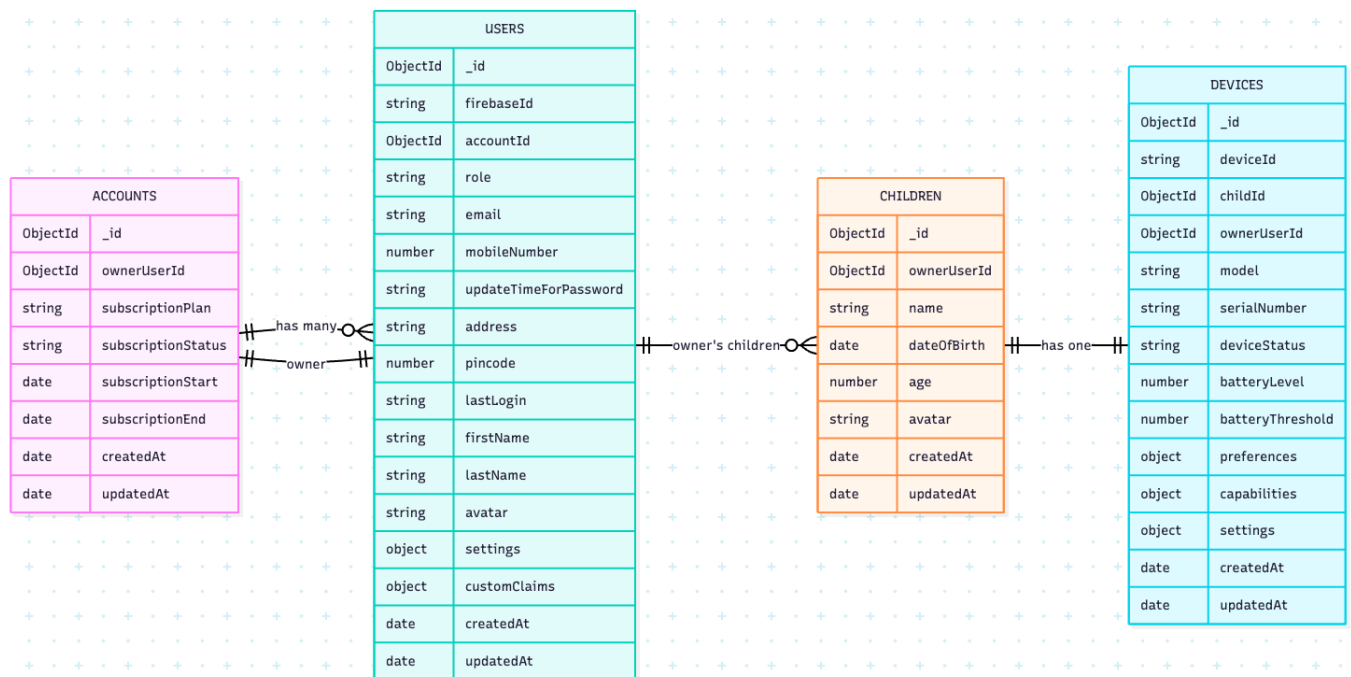 ACCOUNTS
ObjectId _id
ObjectId ownerUserId
string subscriptionPlan
string subscriptionStatus
date subscriptionStart
date subscriptionEnd
date createdAt
date updatedAt
has many
owner
USERS
ObjectId _id
string firebaseId
ObjectId accountId
string role
string email
number mobileNumber
string updateTimeForPassword
string address
number pincode
string lastLogin
string firstName
string lastName
string avatar
object settings
object customClaims
date createdAt
date updatedAt
owner's children
CHILDREN
ObjectId _id
ObjectId ownerUserId
string name
date dateOfBirth
number age
string avatar
date createdAt
date updatedAt
has one
DEVICES
ObjectId _id
string deviceId
ObjectId childId
ObjectId ownerUserId
string model
string serialNumber
string deviceStatus
number batteryLevel
number batteryThreshold
object preferences
object capabilities
object settings
date createdAt
date updatedAt